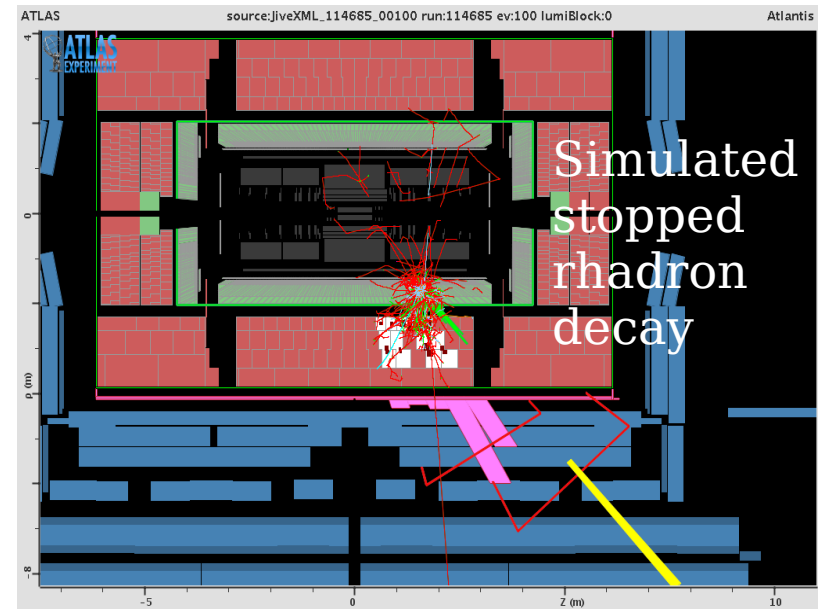 ATLAS source:JiveXML_114685_00100 run:114685 ev:100 lumiBlock:0 Atlantis
ATLAS
EXPERIMENT
Simulated
stopped
rhadron
decay
4
0
ρ (m)
-8
-5 0 Z (m) 10